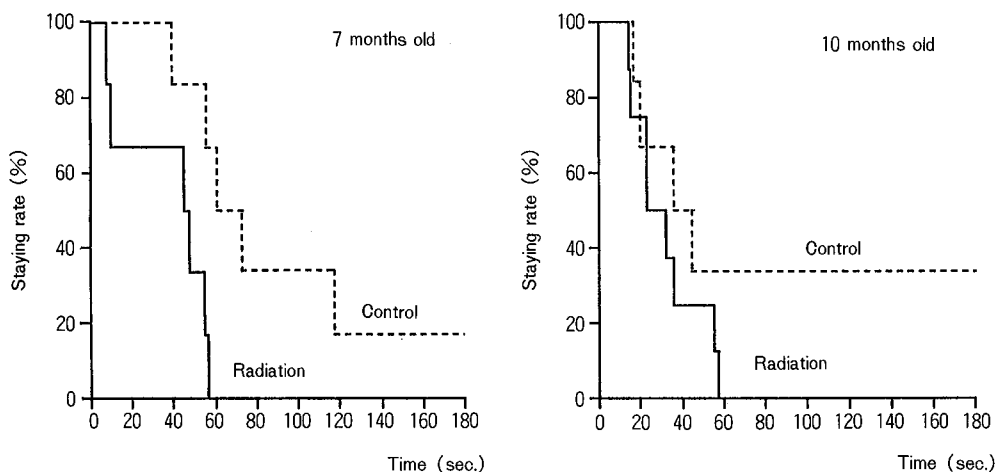 7 months old
Staying rate (%)
100
80
60
40
20
0
Control
Radiation
0 20 40 60 80 100 120 140 160 180
Time (sec.)
10 months old
Staying rate (%)
100
80
60
40
20
0
Control
Radiation
0 20 40 60 80 100 120 140 160 180
Time (sec.)